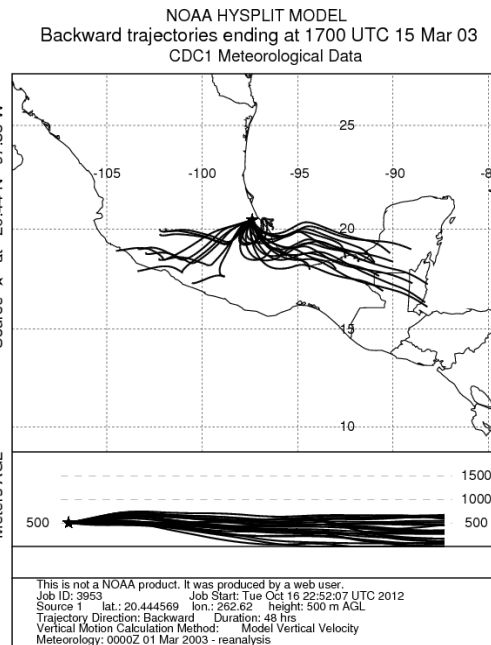 NOAA HYSPLIT MODEL
Backward trajectories ending at 1700 UTC 15 Mar 03
CDC1 Meteorological Data
25
-105
-100
-95
-90
20
15
10
1500
1000
500
500
This is not a NOAA product. It was produced by a web user.
Job ID: 3953 Job Start: Tue Oct 16 22:52:07 UTC 2012
Source 1 lat.: 20.444569 lon.: 262.62 height: 500 m AGL
Trajectory Direction: Backward Duration: 48 hrs
Vertical Motion Calculation Method: Model Vertical Velocity
Meteorology: 0000Z 01 Mar 2003 - reanalysis